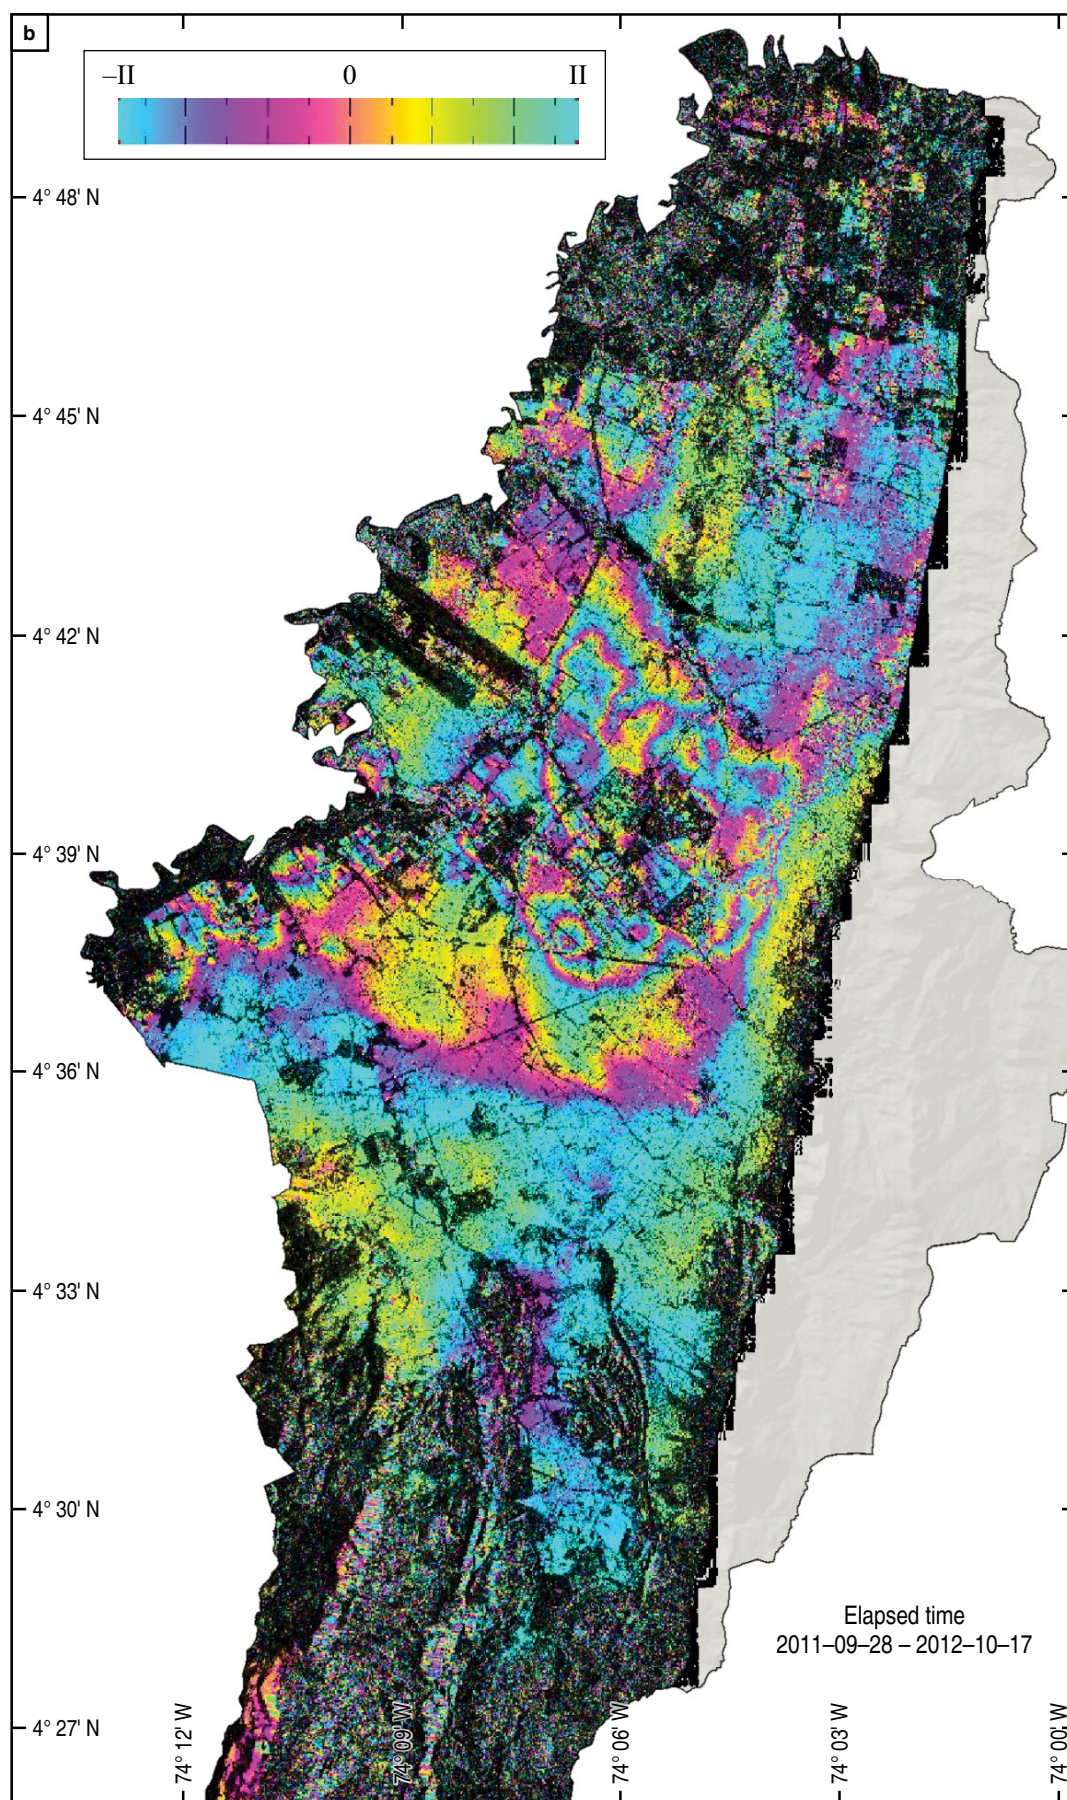 b
–II 0 II
4° 48' N
4° 45' N
4° 42' N
4° 39' N
4° 36' N
4° 33' N
4° 30' N
4° 27' N
Elapsed time
2011–09–28 – 2012–10–17
74° 12' W
74° 09' W
74° 06' W
74° 03' W
74° 00' W